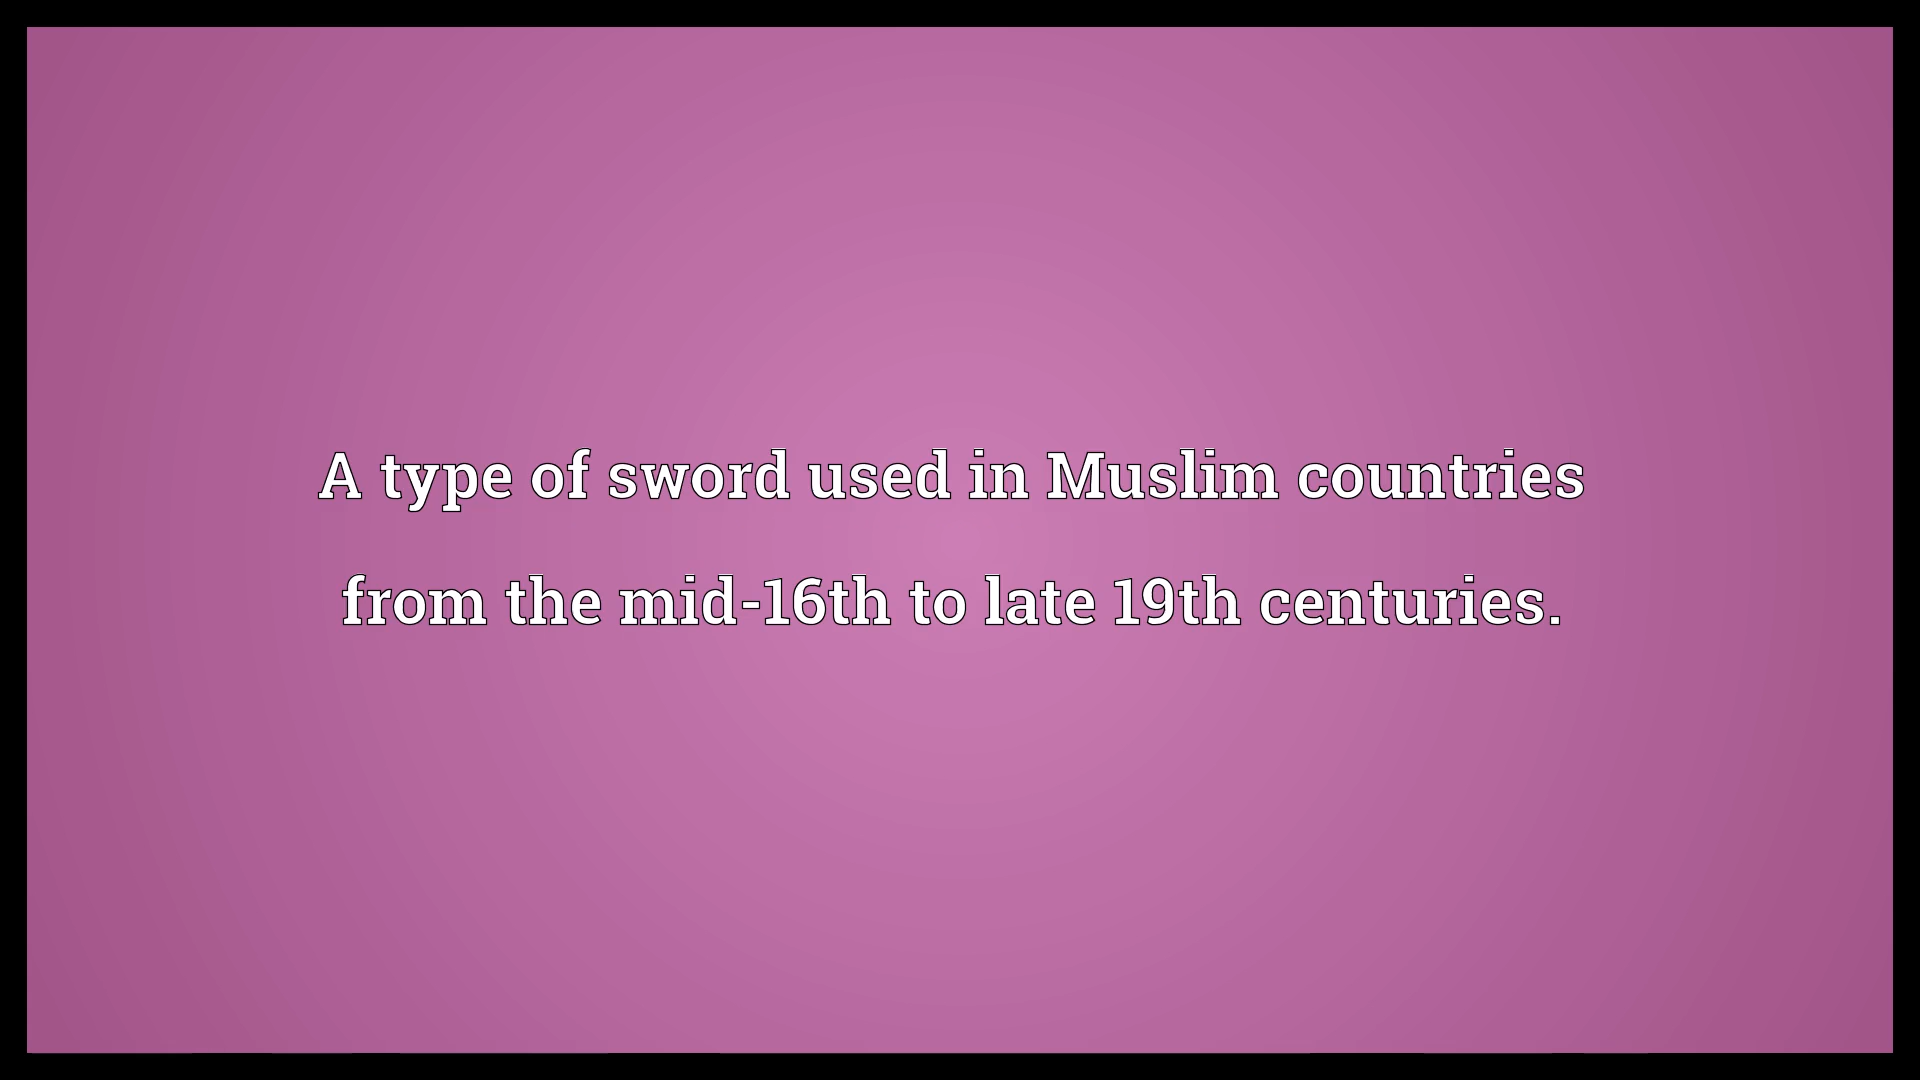 A type of sword used in Muslim countries
from the mid-16th to late 19th centuries.